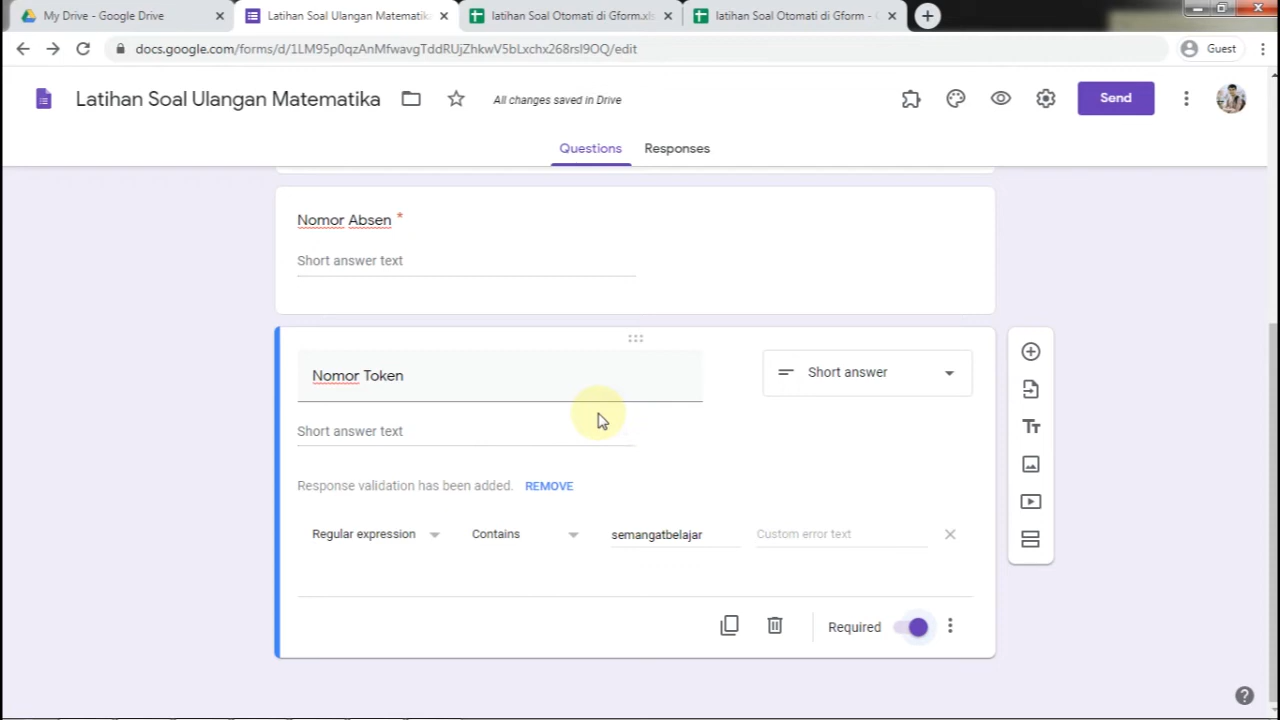 My Drive - Google Drive
Latihan Soal Ulangan Matematik
latihan Soal Otomati di Gform.xls
latihan Soal Otomati di Gform - G
docs.google.com/forms/d/1LM95p0qzAnMfwavgTddRUjZhkwV5bLxchx268rsl9OQ/edit
Guest
Latihan Soal Ulangan Matematika
All changes saved in Drive
Send
Questions
Responses
Nomor Absen *
Short answer text
Nomor Token
Short answer
Short answer text
Response validation has been added. REMOVE
Regular expression
Contains
semangatbelajar
Custom error text
Required